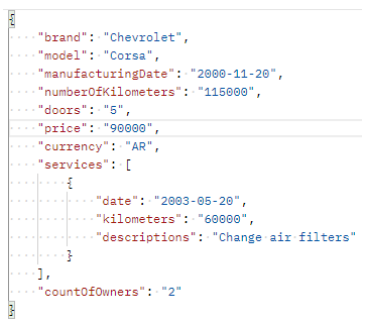 {
"brand": "Chevrolet",
"model": "Corsa",
"manufacturingDate": "2000-11-20",
"numberOfKilometers": "115000",
"doors": "5",
"price": "90000",
"currency": "AR",
"services": [
{
"date": "2003-05-20",
"kilometers": "60000",
"descriptions": "Change air filters"
}
],
"countOfOwners": "2"
}